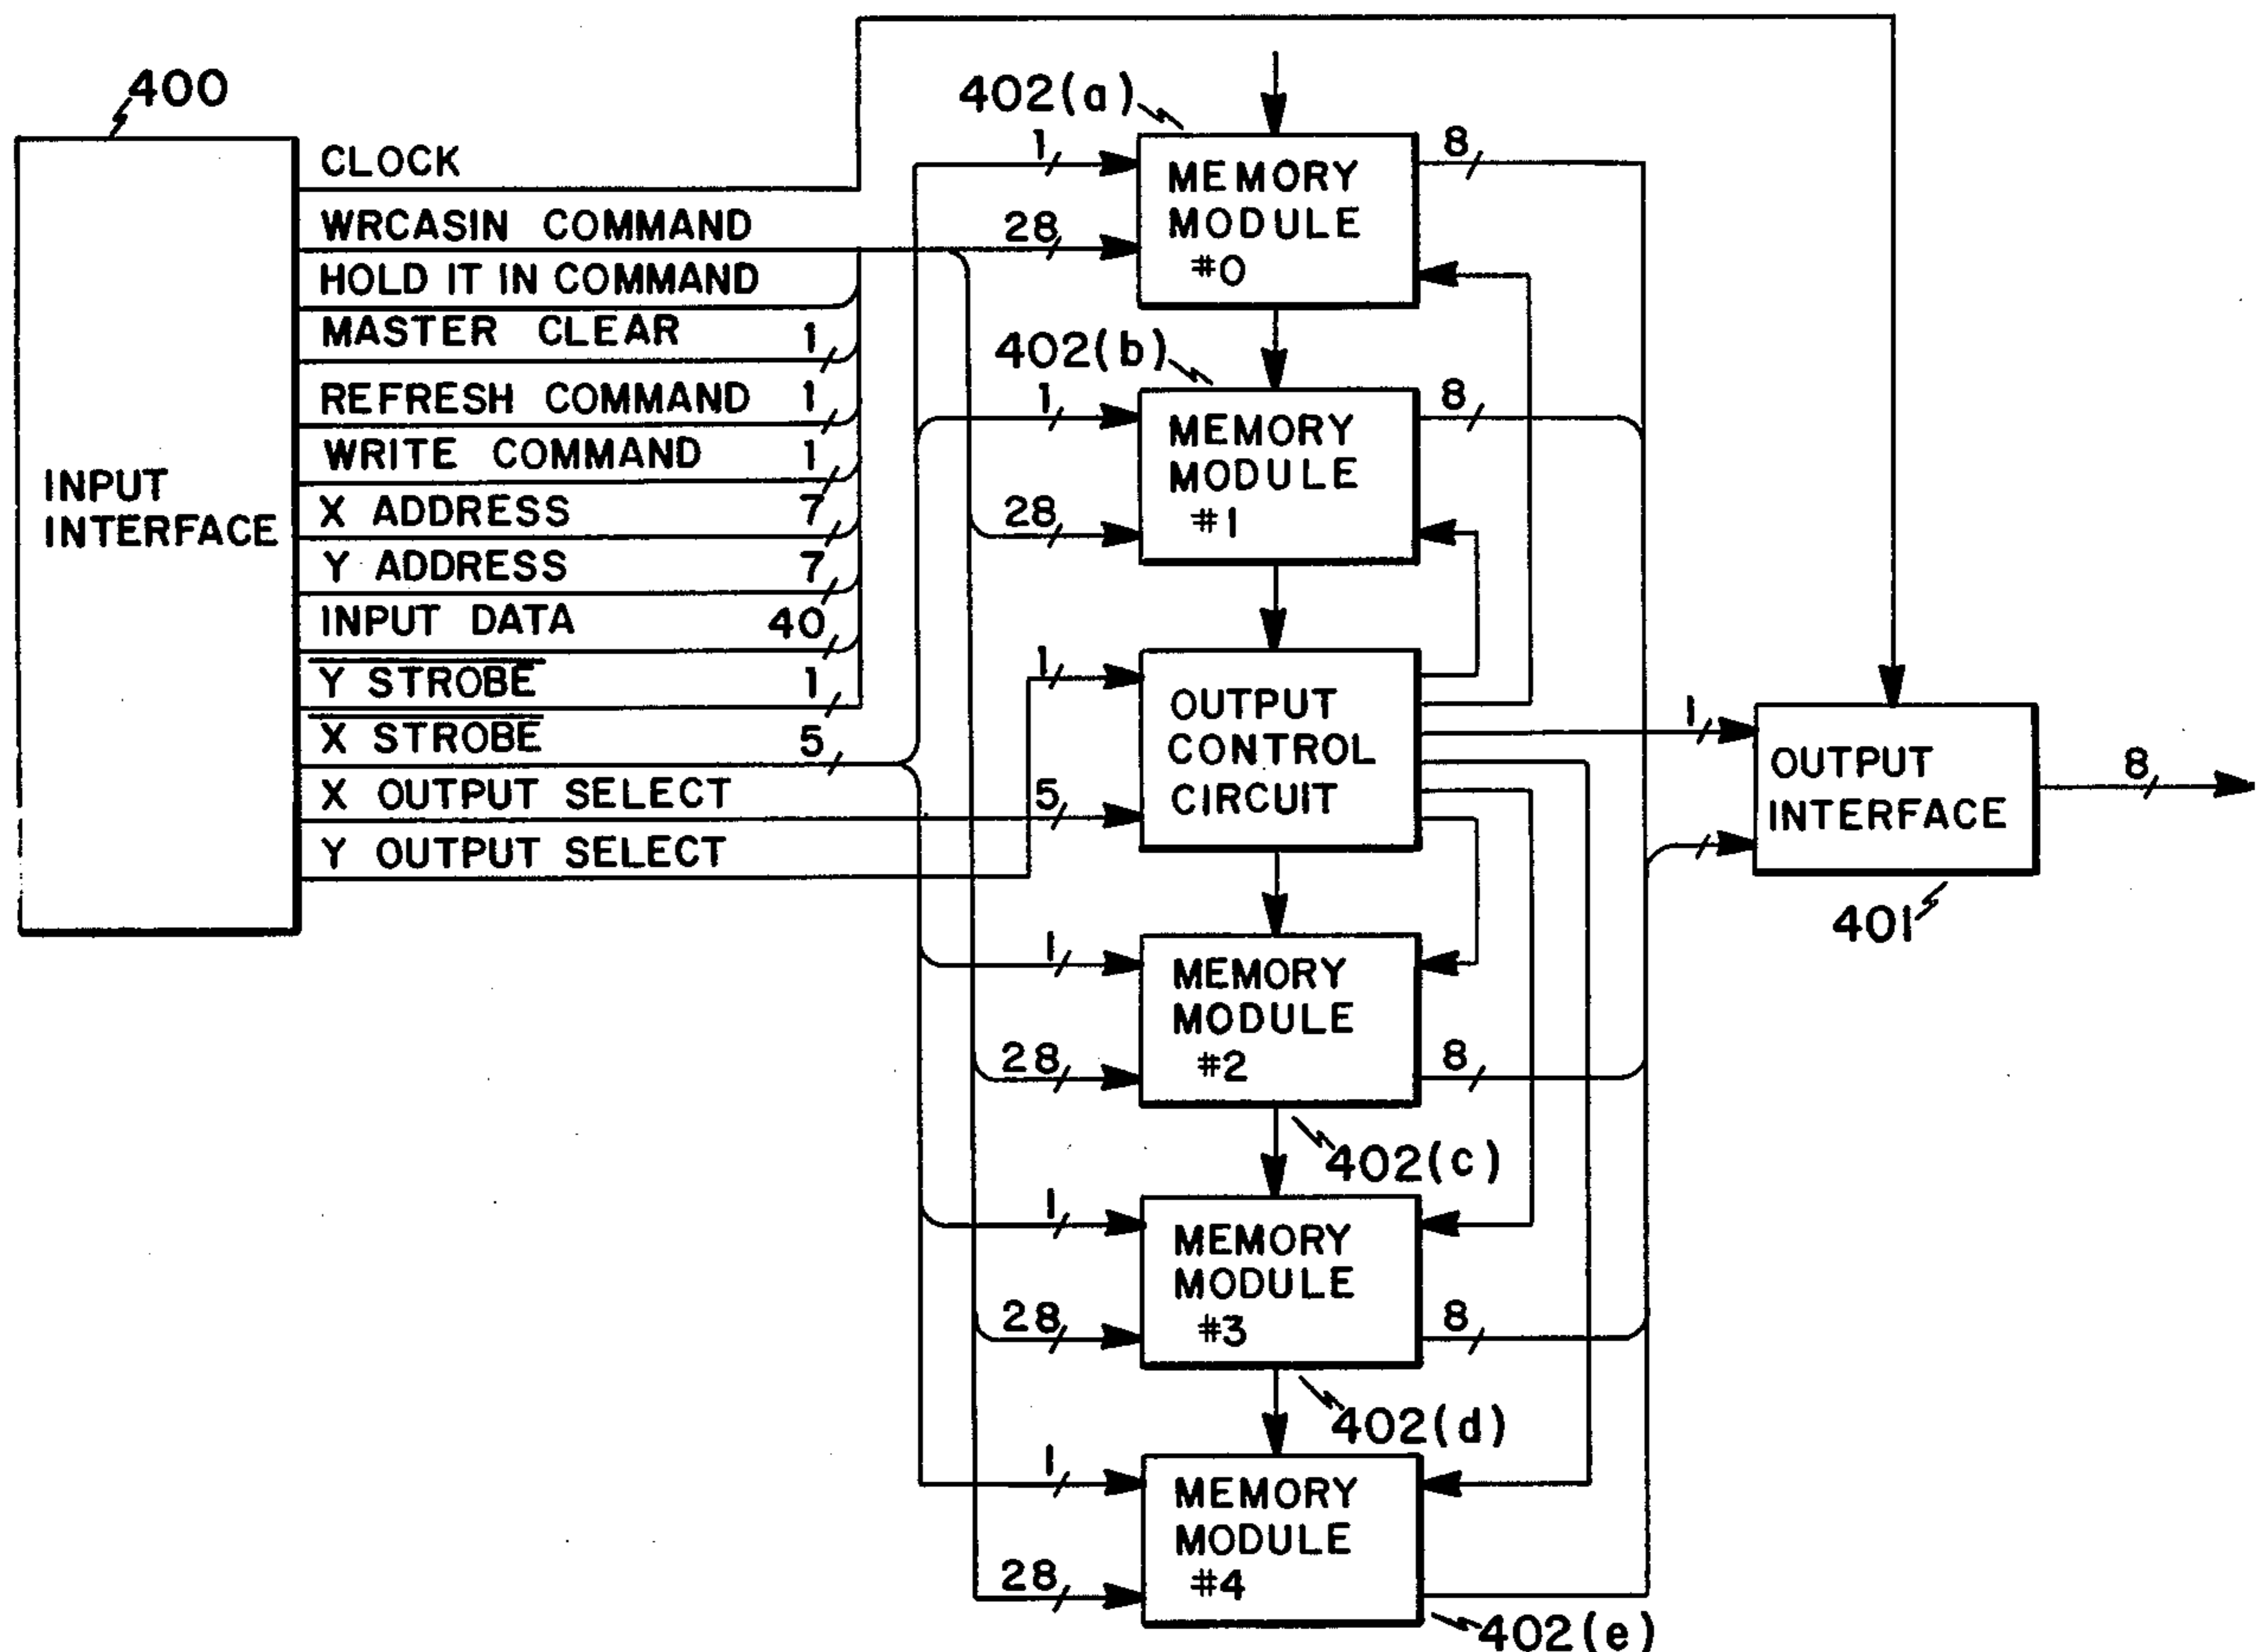 400
INPUT
INTERFACE
CLOCK
WRCASIN COMMAND
HOLD IT IN COMMAND
MASTER CLEAR 1
REFRESH COMMAND 1
WRITE COMMAND 1
X ADDRESS 7
Y ADDRESS 7
INPUT DATA 40
Y STROBE 1
X STROBE 5
X OUTPUT SELECT
Y OUTPUT SELECT
402(a)
1
28
MEMORY
MODULE
#0
8
402(b)
1
28
MEMORY
MODULE
#1
8
1
5
OUTPUT
CONTROL
CIRCUIT
1
OUTPUT
INTERFACE
8
401
1
28
MEMORY
MODULE
#2
8
402(c)
1
28
MEMORY
MODULE
#3
8
402(d)
1
28
MEMORY
MODULE
#4
402(e)